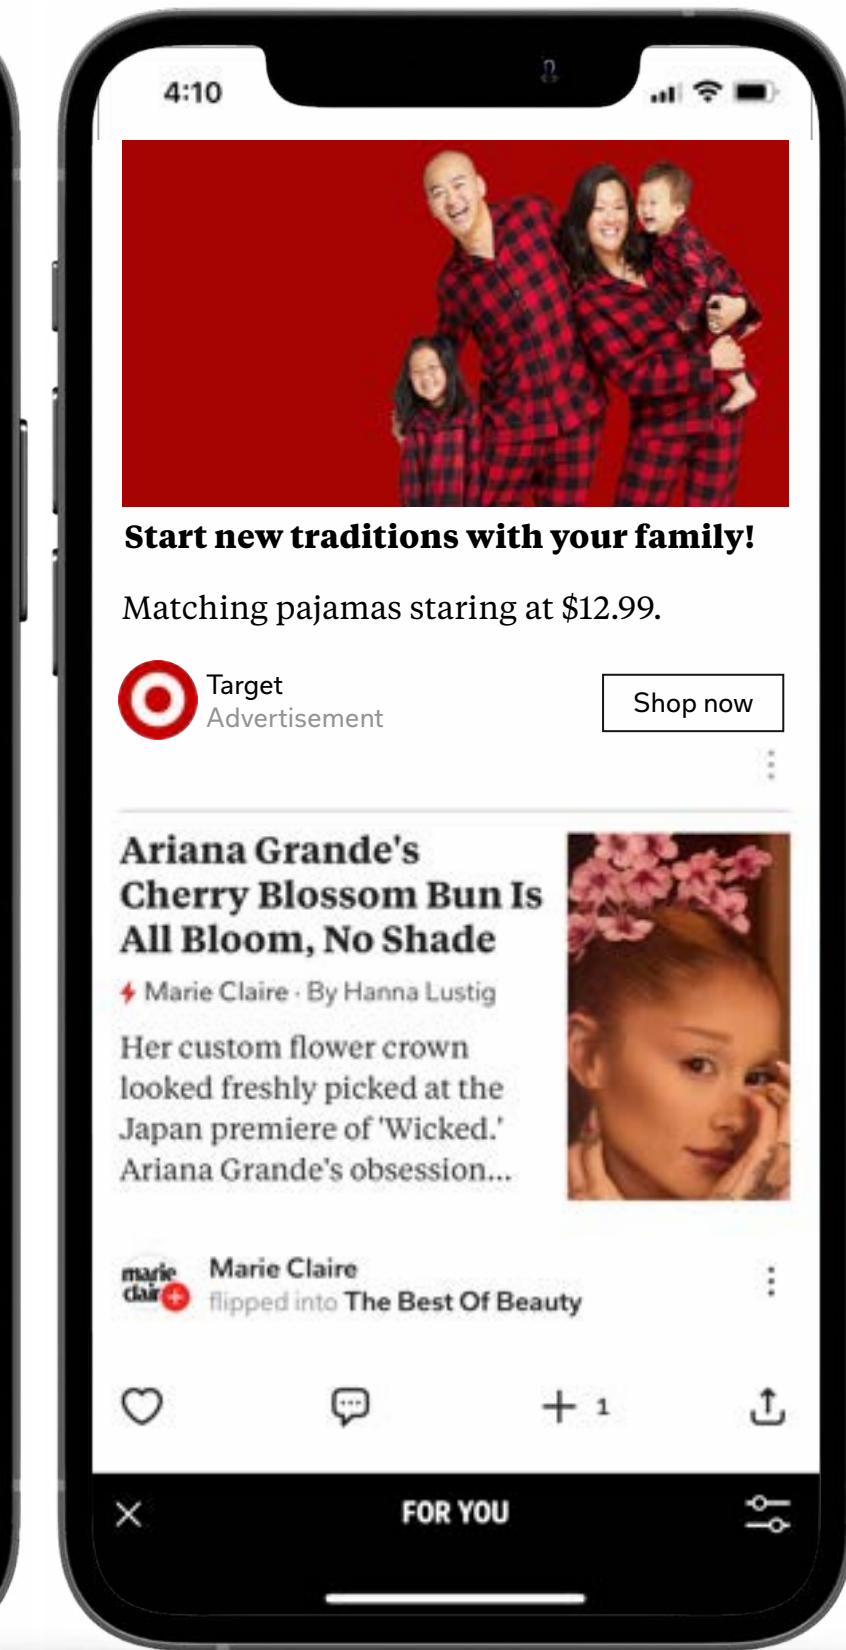 4:10
Start new traditions with your family!
Matching pajamas staring at $12.99.
Target
Advertisement
Shop now
Ariana Grande's
Cherry Blossom Bun Is
All Bloom, No Shade
Marie Claire · By Hanna Lustig
Her custom flower crown
looked freshly picked at the
Japan premiere of 'Wicked.'
Ariana Grande's obsession...
marie
clair
Marie Claire
flipped into The Best Of Beauty
1
FOR YOU